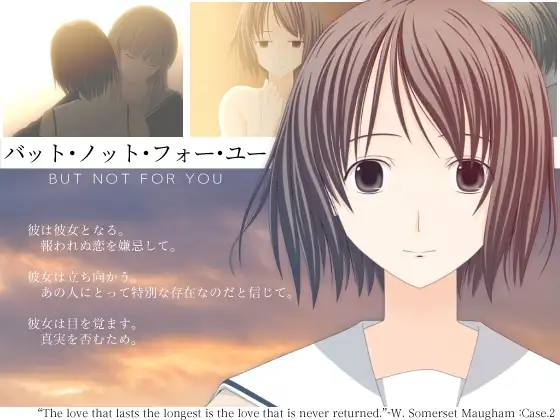 バット・ノット・フォー・ユー
BUT NOT FOR YOU
彼は彼女となる。
報われぬ恋を嫌忌して。
彼女は立ち向かう。
あの人にとって特別な存在なのだと信じて。
彼女は目を覚ます。
真実を否むため。
“The love that lasts the longest is the love that is never returned.”-W. Somerset Maugham :Case.2